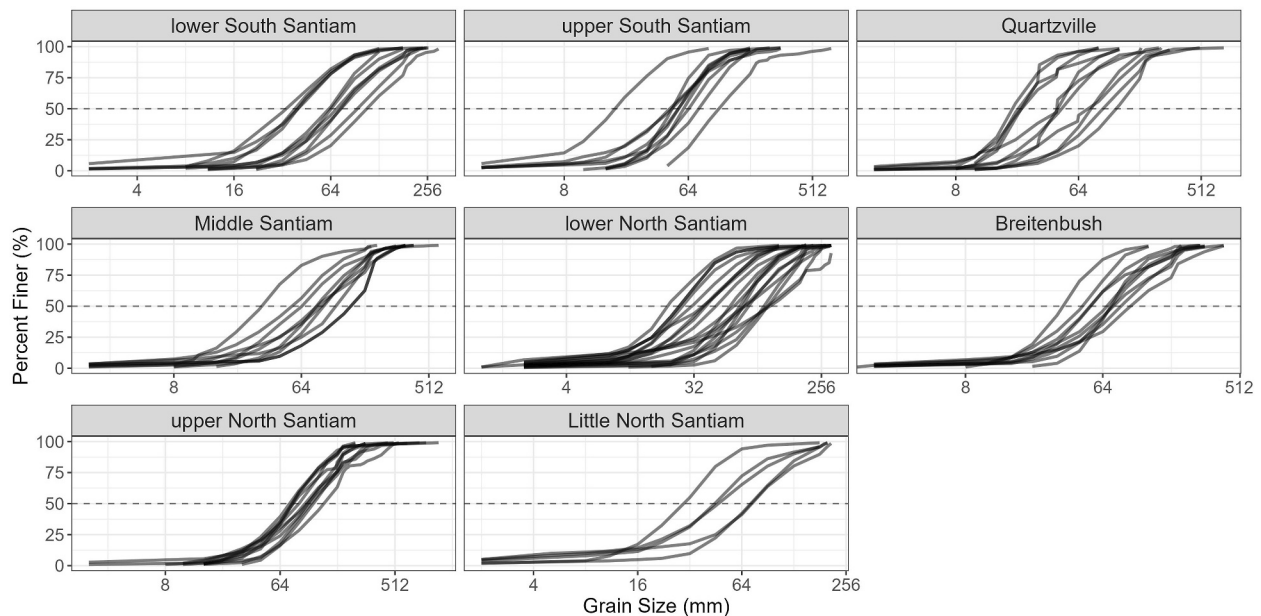 lower South Santiam
upper South Santiam
Quartzville
100
75
50
25
0
4 16 64 256
8 64 512
8 64 512
Middle Santiam
lower North Santiam
Breitenbush
Percent Finer (%)
100
75
50
25
0
8 64 512
4 32 256
8 64 512
upper North Santiam
Little North Santiam
100
75
50
25
0
8 64 512
4 16 64 256
Grain Size (mm)